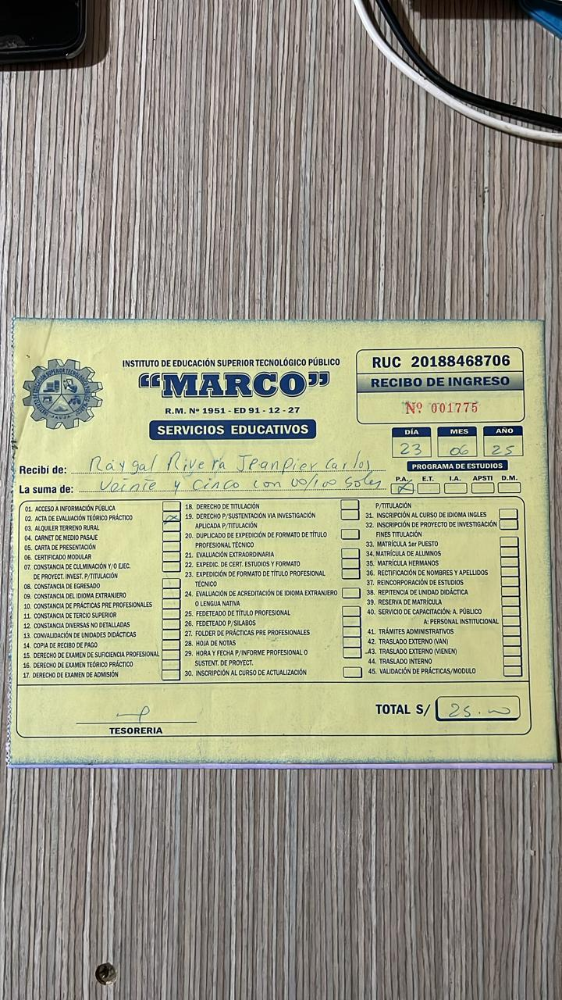 INSTITUTO DE EDUCACIÓN SUPERIOR TECNOLÓGICO PÚBLICO
"MARCO"
R.M. Nº 1951 - ED 91 - 12 - 27
SERVICIOS EDUCATIVOS
JAUJA
RUC 20188468706
RECIBO DE INGRESO
Nº 001775
DÍA MES AÑO
23 06 25
PROGRAMA DE ESTUDIOS
P.A. E.T. I.A. APSTI D.M.
Recibí de: Raygal Rivera Jeanpier Carlos
La suma de: Veinte y Cinco con 00/100 Soles
01. ACCESO A INFORMACIÓN PÚBLICA
02. ACTA DE EVALUACIÓN TEÓRICO PRÁCTICO
03. ALQUILER TERRENO RURAL
04. CARNET DE MEDIO PASAJE
05. CARTA DE PRESENTACIÓN
06. CERTIFICADO MODULAR
07. CONSTANCIA DE CULMINACIÓN Y/O EJEC.
DE PROYECT. INVEST. P/TITULACIÓN
08. CONSTANCIA DE EGRESADO
09. CONSTANCIA DEL IDIOMA EXTRANJERO
10. CONSTANCIA DE PRÁCTICAS PRE PROFESIONALES
11. CONSTANCIA DE TERCIO SUPERIOR
12. CONSTANCIA DIVERSAS NO DETALLADAS
13. CONVALIDACIÓN DE UNIDADES DIDÁCTICAS
14. COPIA DE RECIBO DE PAGO
15. DERECHO DE EXAMEN DE SUFICIENCIA PROFESIONAL
16. DERECHO DE EXAMEN TEÓRICO PRÁCTICO
17. DERECHO DE EXAMEN DE ADMISIÓN
18. DERECHO DE TITULACIÓN
19. DERECHO P/SUSTENTACIÓN VIA INVESTIGACIÓN
APLICADA P/TITULACIÓN
20. DUPLICADO DE EXPEDICIÓN DE FORMATO DE TÍTULO
PROFESIONAL TÉCNICO
21. EVALUACIÓN EXTRAORDINARIA
22. EXPEDIC. DE CERT. ESTUDIOS Y FORMATO
23. EXPEDICIÓN DE FORMATO DE TÍTULO PROFESIONAL
TÉCNICO
24. EVALUACIÓN DE ACREDITACIÓN DE IDIOMA EXTRANJERO
O LENGUA NATIVA
25. FEDETEADO DE TÍTULO PROFESIONAL
26. FEDETEADO P/SILABOS
27. FOLDER DE PRÁCTICAS PRE PROFESIONALES
28. HOJA DE NOTAS
29. HORA Y FECHA P/INFORME PROFESIONAL O
SUSTENT. DE PROYECT.
30. INSCRIPCIÓN AL CURSO DE ACTUALIZACIÓN
P/TITULACIÓN
31. INSCRIPCIÓN AL CURSO DE IDIOMA INGLES
32. INSCRIPCIÓN DE PROYECTO DE INVESTIGACIÓN
FINES TITULACIÓN
33. MATRÍCULA 1er PUESTO
34. MATRÍCULA DE ALUMNOS
35. MATRÍCULA HERMANOS
36. RECTIFICACIÓN DE NOMBRES Y APELLIDOS
37. REINCORPORACIÓN DE ESTUDIOS
38. REPITENCIA DE UNIDAD DIDÁCTICA
39. RESERVA DE MATRÍCULA
40. SERVICIO DE CAPACITACIÓN: A. PÚBLICO
A: PERSONAL INSTITUCIONAL
41. TRÁMITES ADMINISTRATIVOS
42. TRASLADO EXTERNO (VAN)
43. TRASLADO EXTERNO (VIENEN)
44. TRASLADO INTERNO
45. VALIDACIÓN DE PRÁCTICAS/MODULO
TESORERIA
TOTAL S/ 25.00